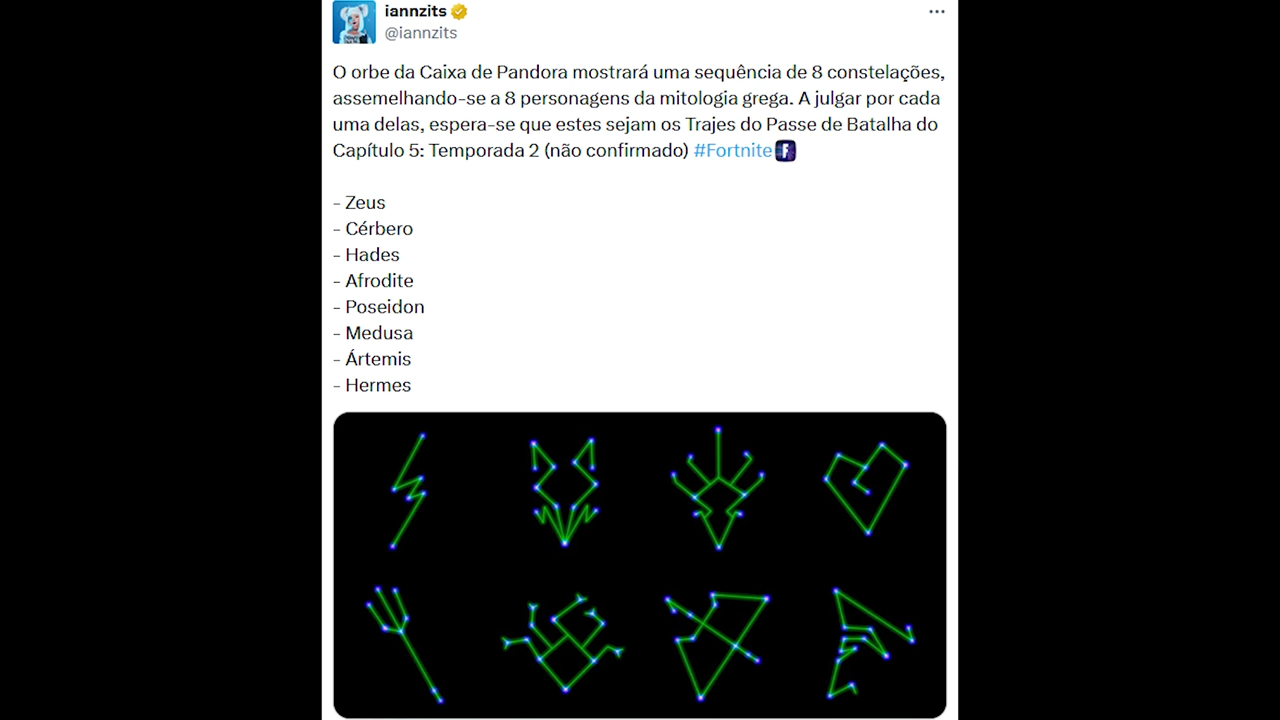 iannzits
@iannzits
O orbe da Caixa de Pandora mostrará uma sequência de 8 constelações,
assemelhando-se a 8 personagens da mitologia grega. A julgar por cada
uma delas, espera-se que estes sejam os Trajes do Passe de Batalha do
Capítulo 5: Temporada 2 (não confirmado) #Fortnite
- Zeus
- Cérbero
- Hades
- Afrodite
- Poseidon
- Medusa
- Ártemis
- Hermes